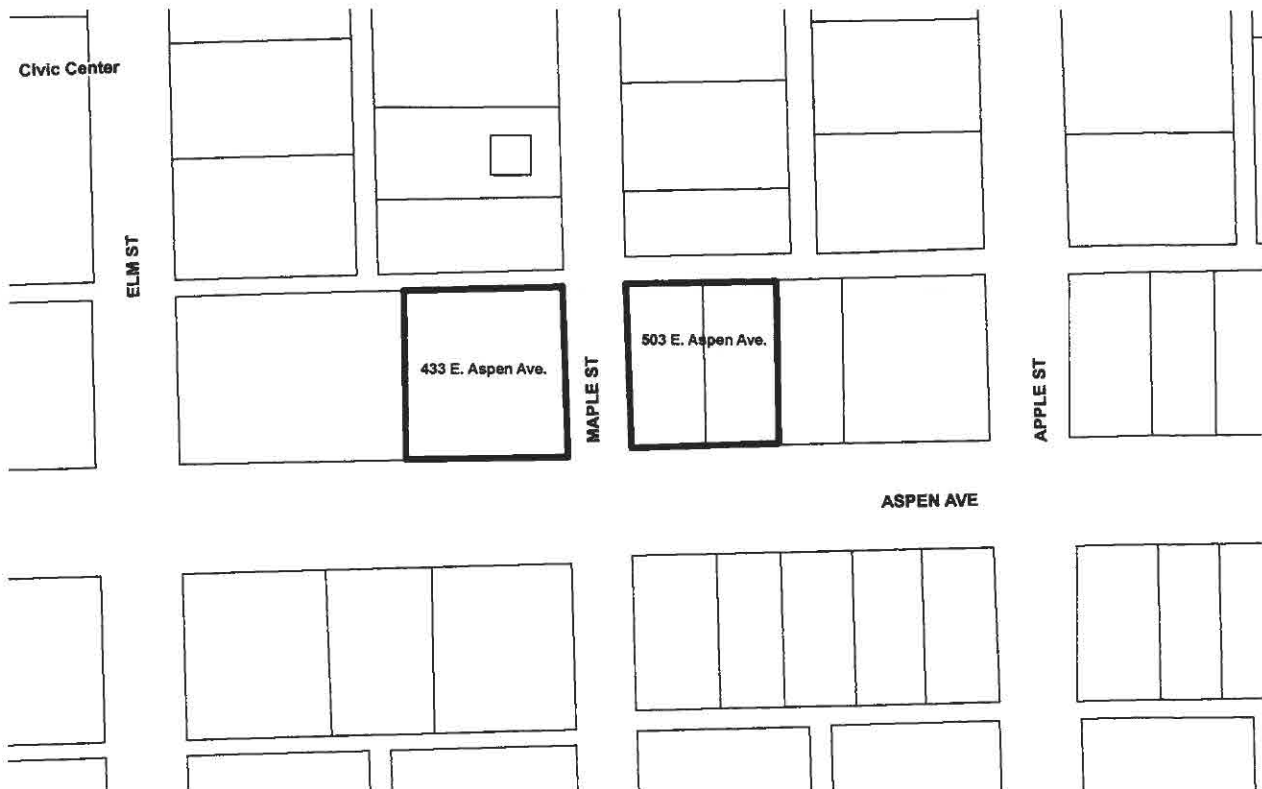 Civic Center
ELM ST
433 E. Aspen Ave.
MAPLE ST
503 E. Aspen Ave.
APPLE ST
ASPEN AVE